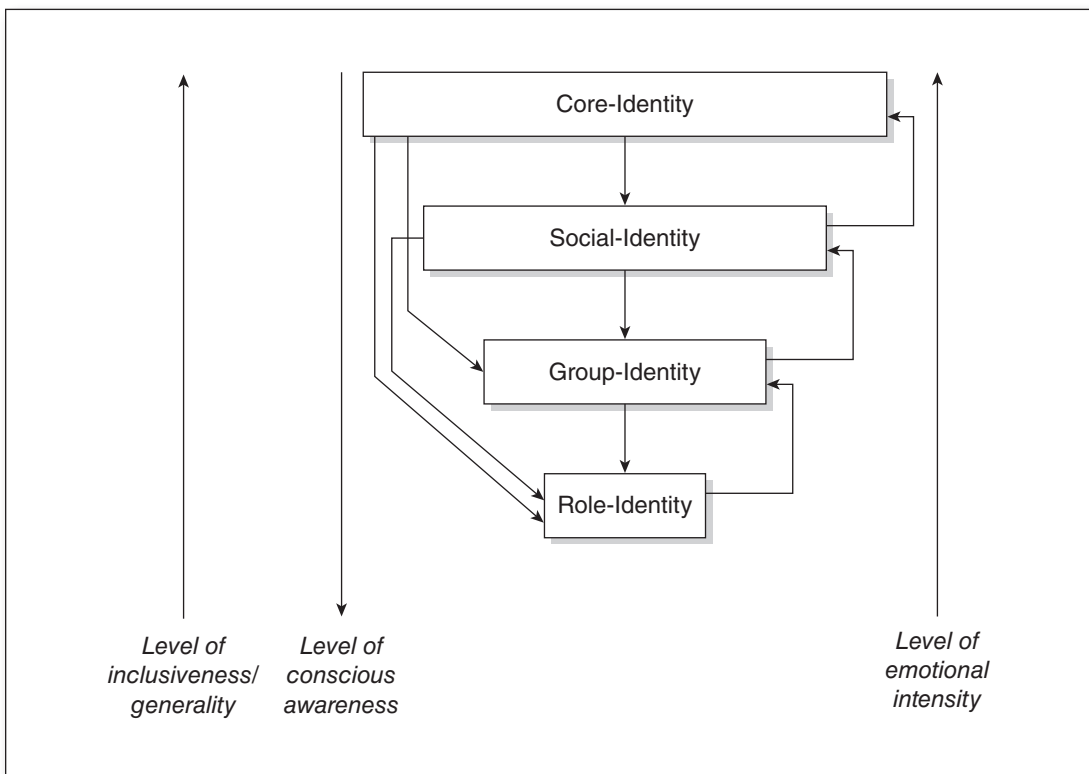 Core-Identity
Social-Identity
Group-Identity
Role-Identity
Level of
inclusiveness/
generality
Level of
conscious
awareness
Level of
emotional
intensity